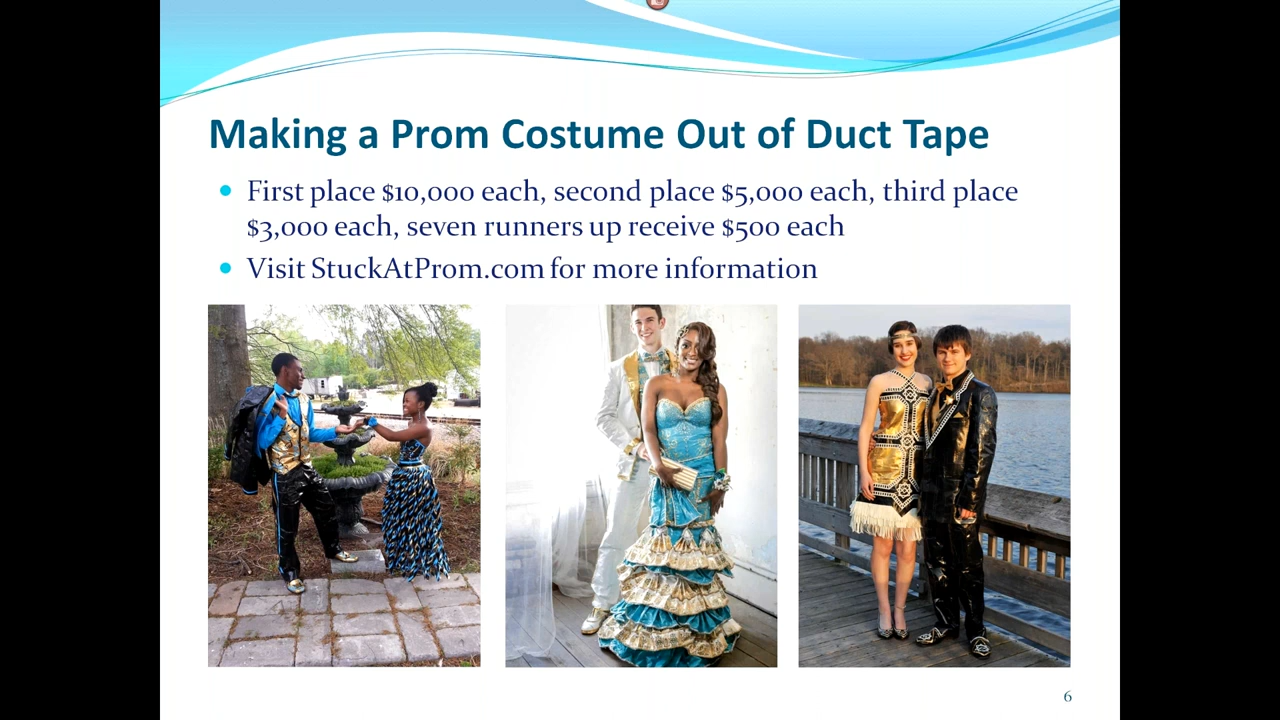 Making a Prom Costume Out of Duct Tape
First place $10,000 each, second place $5,000 each, third place
$3,000 each, seven runners up receive $500 each
Visit StuckAtProm.com for more information
6